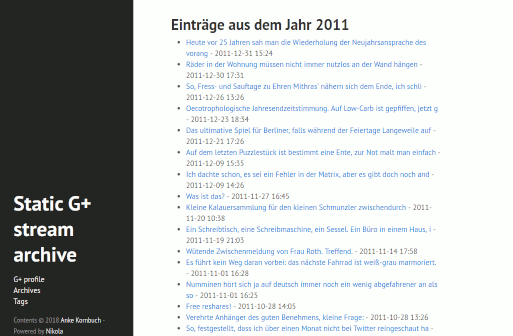 Static G+
stream
archive
G+ profile
Archives
Tags
Contents © 2018 Anke Kornbuch -
Powered by Nikola
Einträge aus dem Jahr 2011
Heute vor 25 Jahren sah man die Wiederholung der Neujahrsansprache des
vorang - 2011-12-31 15:24
Räder in der Wohnung müssen nicht immer nutzlos an der Wand hängen -
2011-12-30 17:31
So, Fress- und Sauftage zu Ehren Mithras' nähern sich dem Ende, ich schli -
2011-12-26 13:26
Oecotrophologische Jahresendzeitstimmung. Auf Low-Carb ist gepfiffen, jetzt g
- 2011-12-23 18:34
Das ultimative Spiel für Berliner, falls während der Feiertage Langeweile auf -
2011-12-21 17:26
Auf dem letzten Puzzlestück ist bestimmt eine Ente, zur Not malt man einfach -
2011-12-09 15:35
Ich dachte schon, es sei ein Fehler in der Matrix, aber es gibt doch noch and -
2011-12-09 14:26
Was ist das? - 2011-11-27 16:45
Kleine Kalauersammlung für den kleinen Schmunzler zwischendurch - 2011-
11-20 10:38
Ein Schreibtisch, eine Schreibmaschine, ein Sessel. Ein Büro in einem Haus, i -
2011-11-19 21:03
Wütende Zwischenmeldung von Frau Roth. Treffend. - 2011-11-14 17:58
Es führt kein Weg daran vorbei: das nächste Fahrrad ist weiß-grau marmoriert.
- 2011-11-01 16:28
Numminen hört sich ja auf deutsch immer noch ein wenig abgefahrener an als
so - 2011-11-01 16:25
Free reshares! - 2011-10-28 14:05
Verehrte Anhänger des guten Benehmens, kleine Frage: - 2011-10-28 13:26
So, festgestellt, dass ich über einen Monat nicht bei Twitter reingeschaut ha -